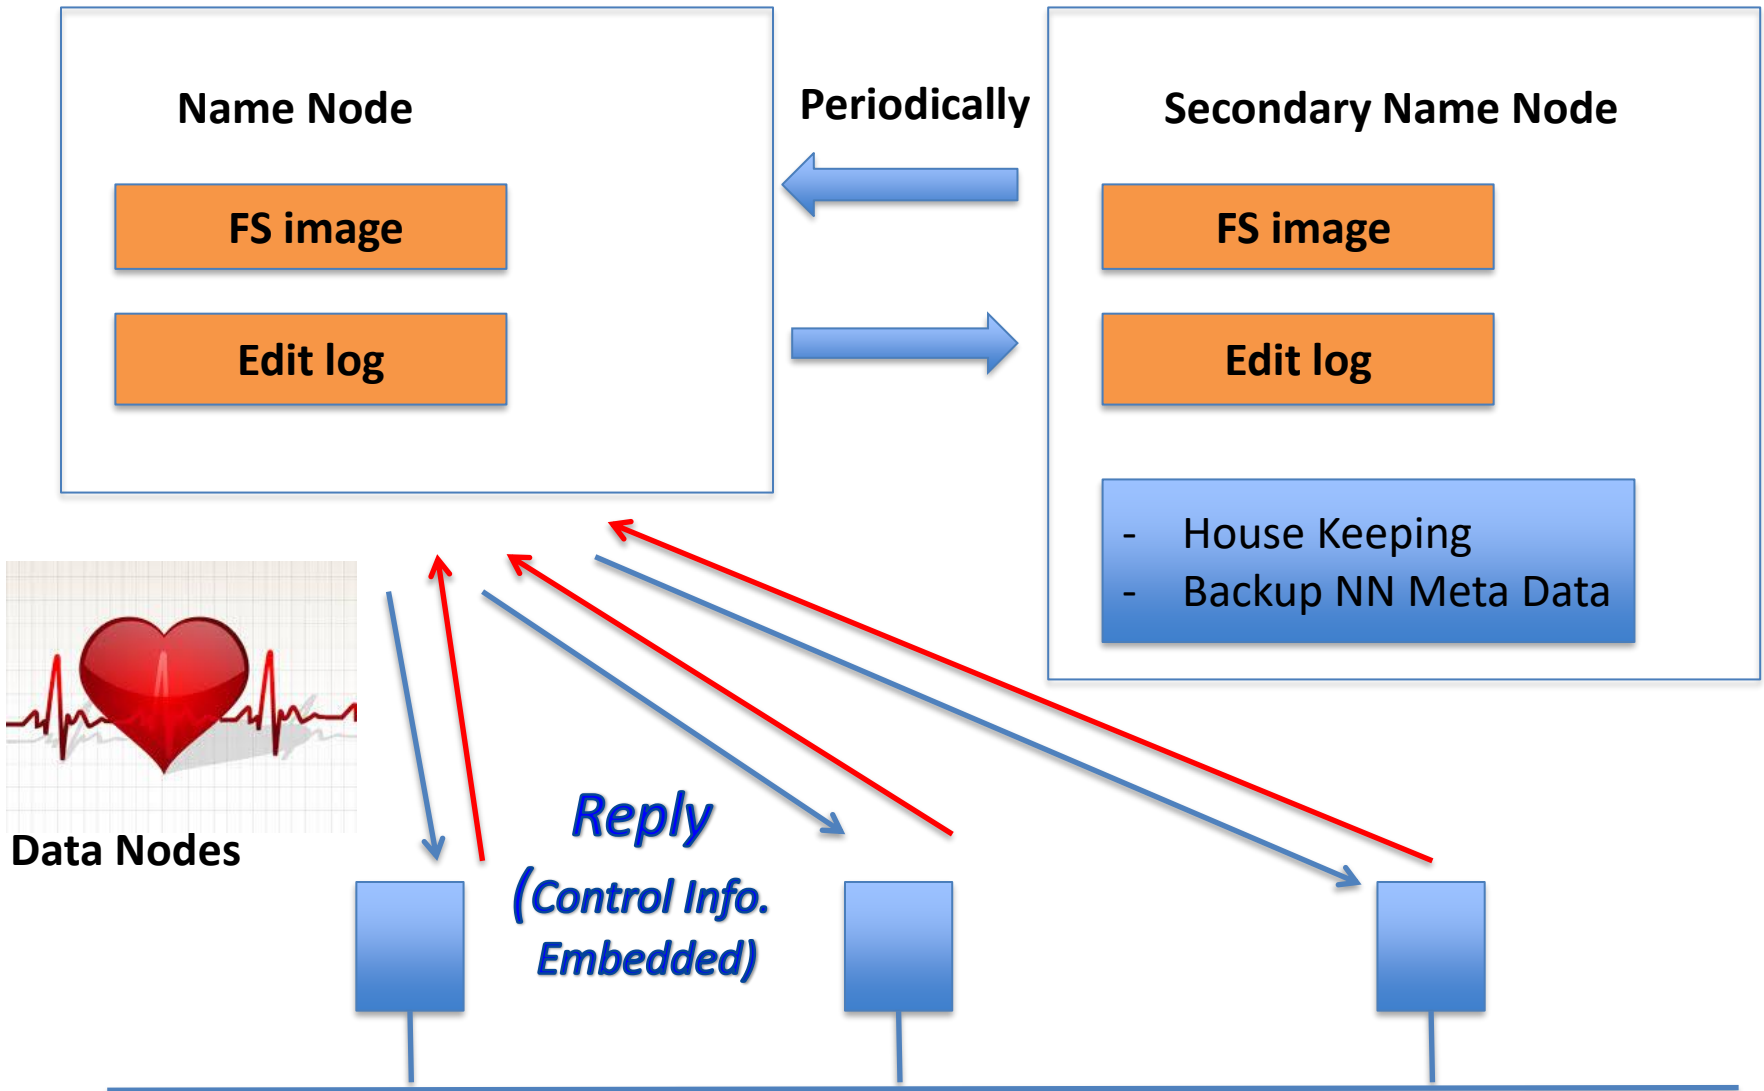 Name Node
Periodically
Secondary Name Node
FS image
FS image
Edit log
Edit log
- House Keeping
- Backup NN Meta Data
Data Nodes
Reply
(Control Info.
Embedded)